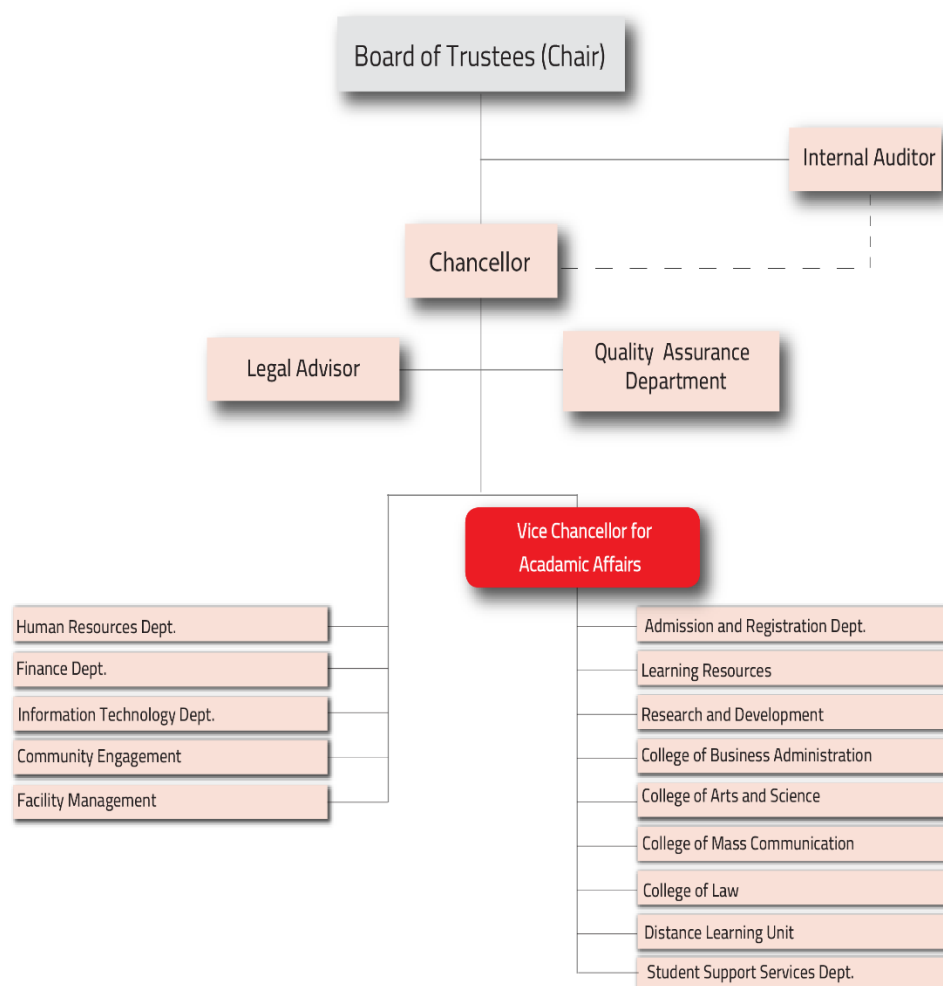 Board of Trustees (Chair)
Internal Auditor
Chancellor
Legal Advisor
Quality Assurance
Department
Vice Chancellor for
Acadamic Affairs
Human Resources Dept.
Finance Dept.
Information Technology Dept.
Community Engagement
Facility Management
Admission and Registration Dept.
Learning Resources
Research and Development
College of Business Administration
College of Arts and Science
College of Mass Communication
College of Law
Distance Learning Unit
Student Support Services Dept.